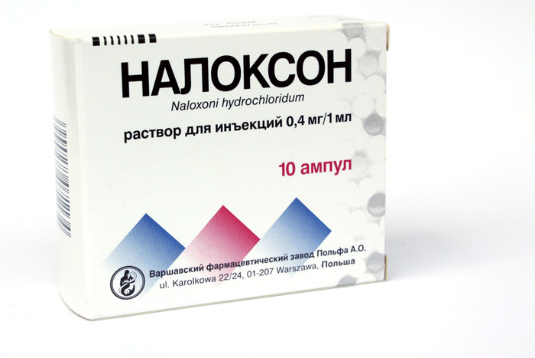 НАЛОКСОН
Naloxoni hydrochloridum
раствор для инъекций 0,4 мг/1 мл
10 ампул
Варшавский фармацевтический завод Польфа А.О.
ul. Karolkowa 22/24, 01-207 Warszawa, Польша